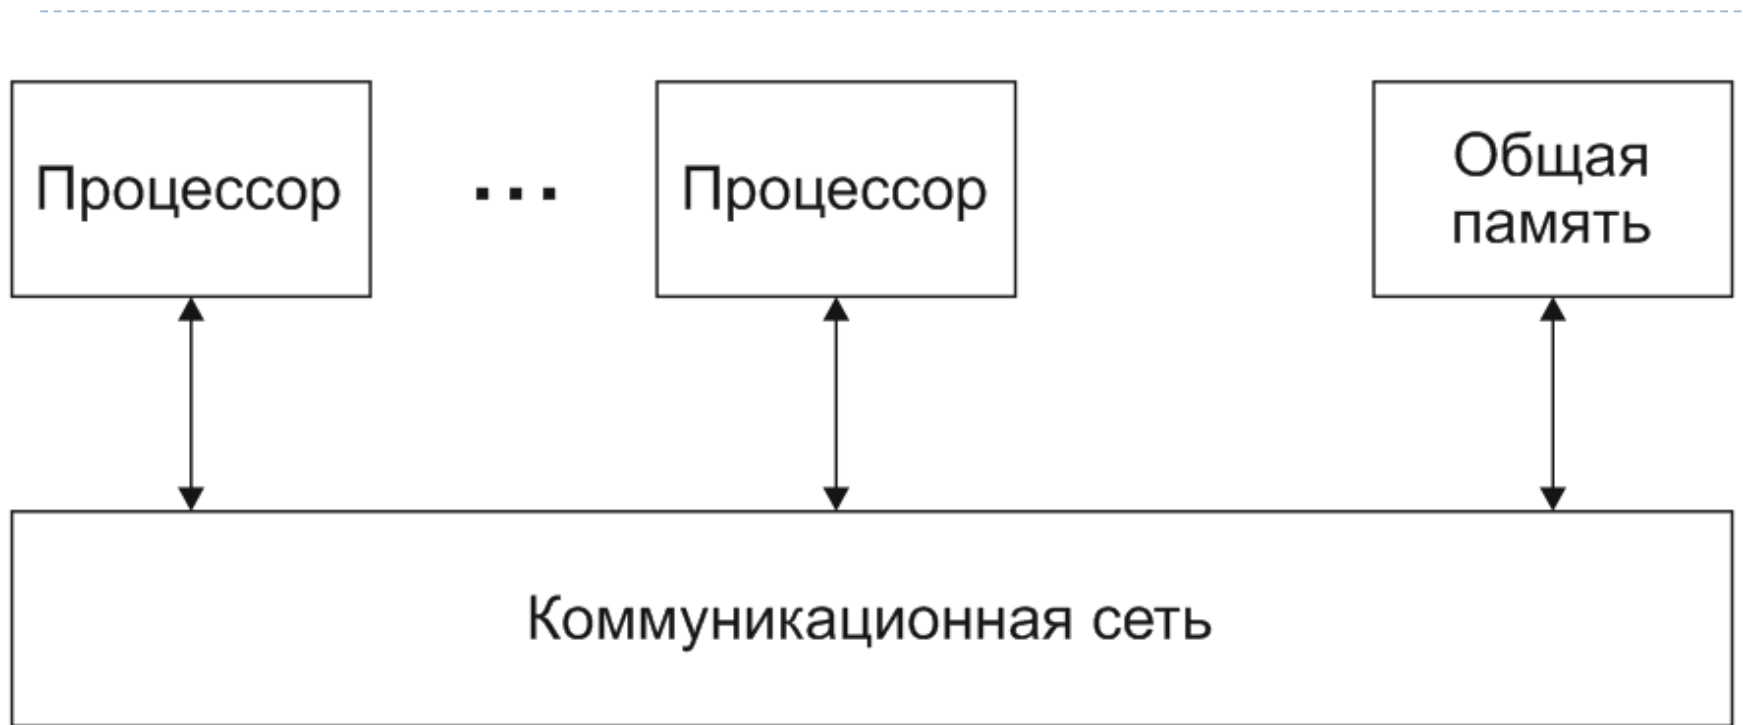 Процессор
...
Процессор
Общая
память
Коммуникационная сеть